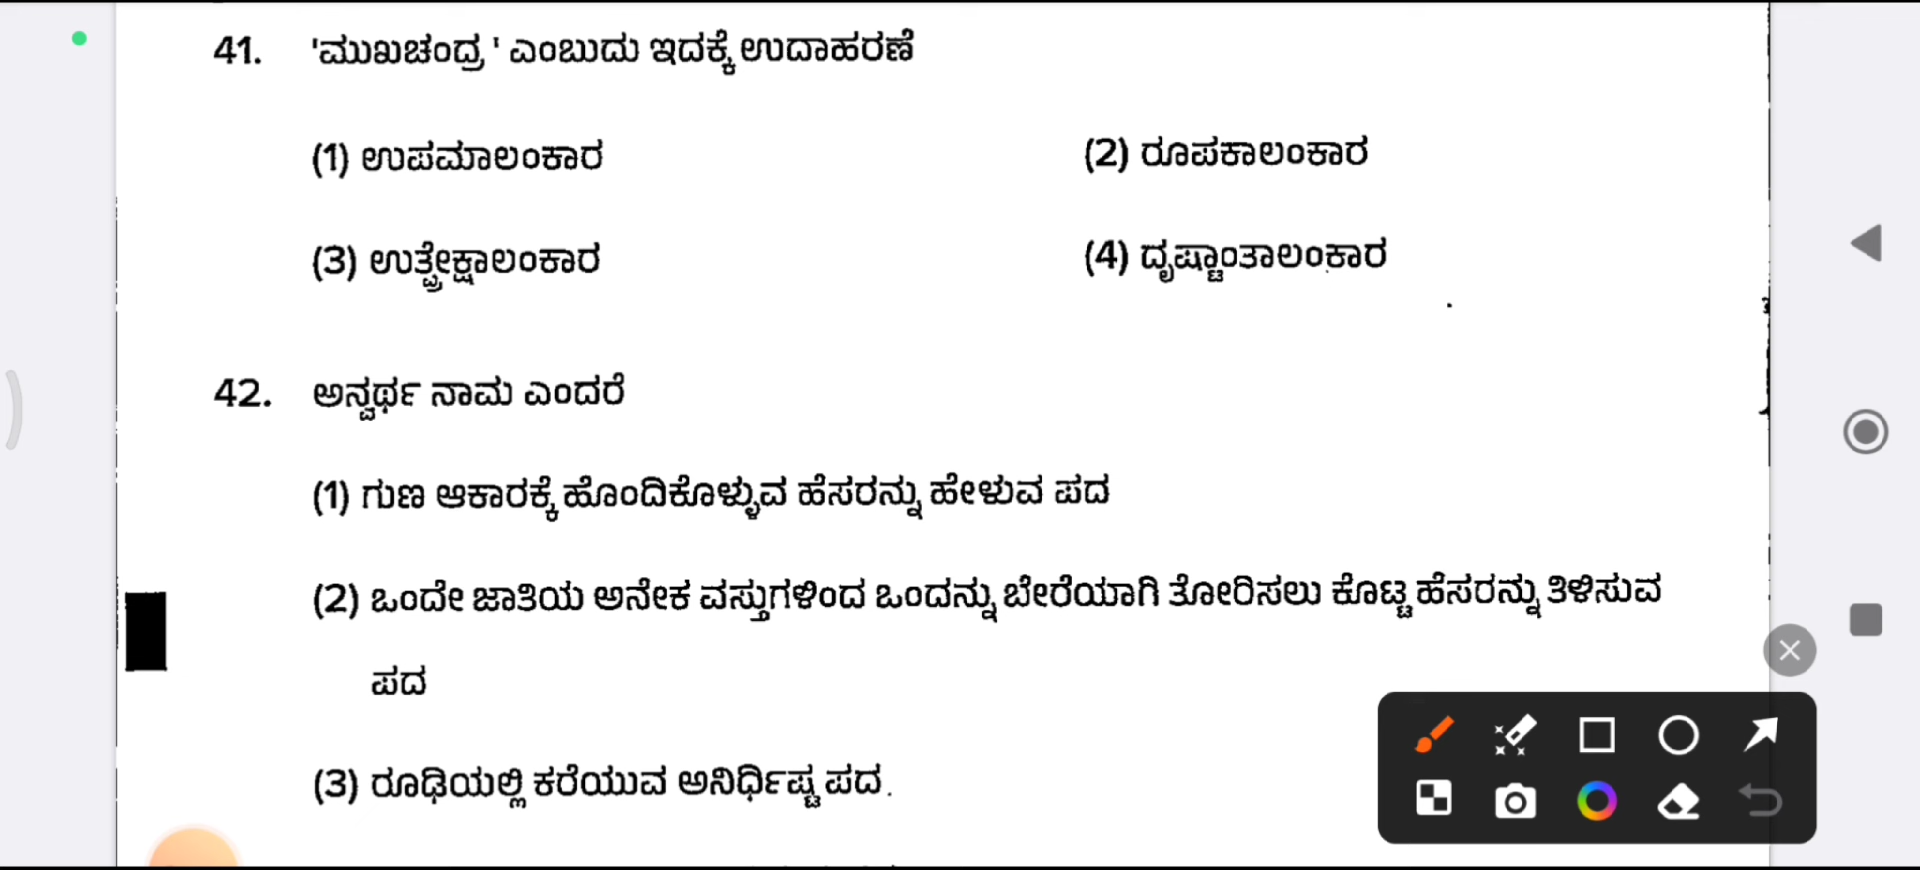 41. 'ಮುಖಚಂದ್ರ ' ಎಂಬುದು ಇದಕ್ಕೆ ಉದಾಹರಣೆ
(1) ಉಪಮಾಲಂಕಾರ (2) ರೂಪಕಾಲಂಕಾರ
(3) ಉತ್ಪ್ರೇಕ್ಷಾಲಂಕಾರ (4) ದೃಷ್ಟಾಂತಾಲಂಕಾರ
42. ಅನ್ವರ್ಥ ನಾಮ ಎಂದರೆ
(1) ಗುಣ ಆಕಾರಕ್ಕೆ ಹೊಂದಿಕೊಳ್ಳುವ ಹೆಸರನ್ನು ಹೇಳುವ ಪದ
(2) ಒಂದೇ ಜಾತಿಯ ಅನೇಕ ವಸ್ತುಗಳಿಂದ ಒಂದನ್ನು ಬೇರೆಯಾಗಿ ತೋರಿಸಲು ಕೊಟ್ಟ ಹೆಸರನ್ನು ತಿಳಿಸುವ
ಪದ
(3) ರೂಢಿಯಲ್ಲಿ ಕರೆಯುವ ಅನಿರ್ಧಿಷ್ಟ ಪದ.